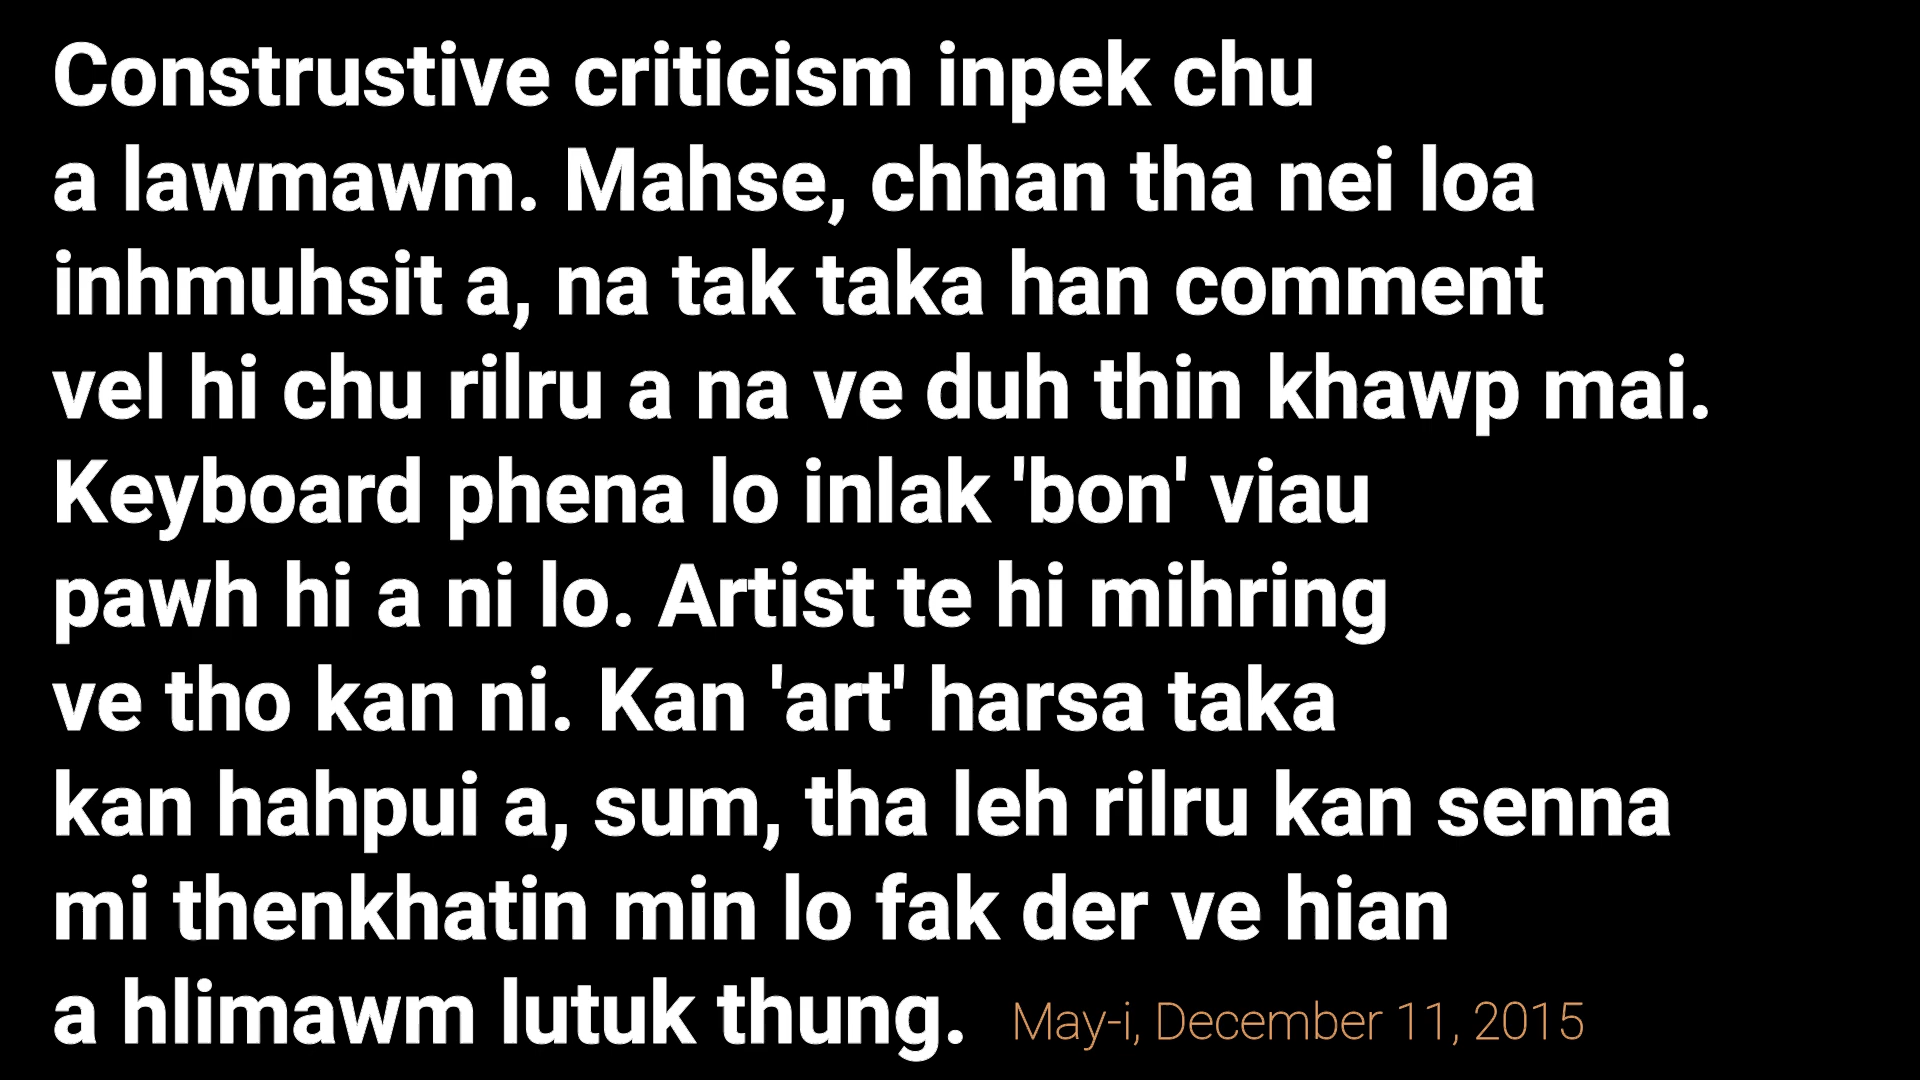 Construstive criticism inpek chu
a lawmawm. Mahse, chhan tha nei loa
inhmuhsit a, na tak taka han comment
vel hi chu rilru a na ve duh thin khawp mai.
Keyboard phena lo inlak 'bon' viau
pawh hi a ni lo. Artist te hi mihring
ve tho kan ni. Kan 'art' harsa taka
kan hahpui a, sum, tha leh rilru kan senna
mi thenkhatin min lo fak der ve hian
a hlimawm lutuk thung. May-i, December 11, 2015